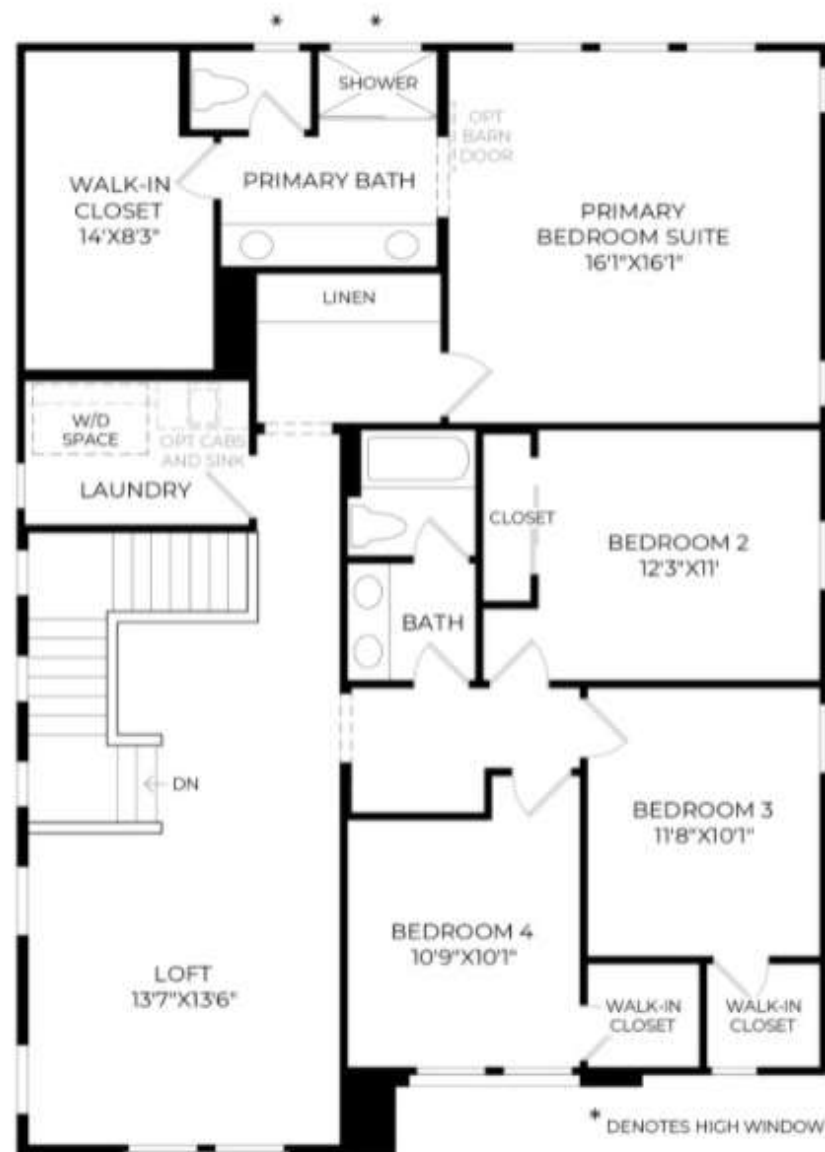 *
*
SHOWER
OPT
BARN
DOOR
WALK-IN
CLOSET
14'X8'3"
PRIMARY BATH
PRIMARY
BEDROOM SUITE
16'1"X16'1"
LINEN
W/D
SPACE
OPT CABS
AND SINK
LAUNDRY
CLOSET
BEDROOM 2
12'3"X11'
BATH
DN
BEDROOM 3
11'8"X10'1"
BEDROOM 4
10'9"X10'1"
LOFT
13'7"X13'6"
WALK-IN
CLOSET
WALK-IN
CLOSET
* DENOTES HIGH WINDOW